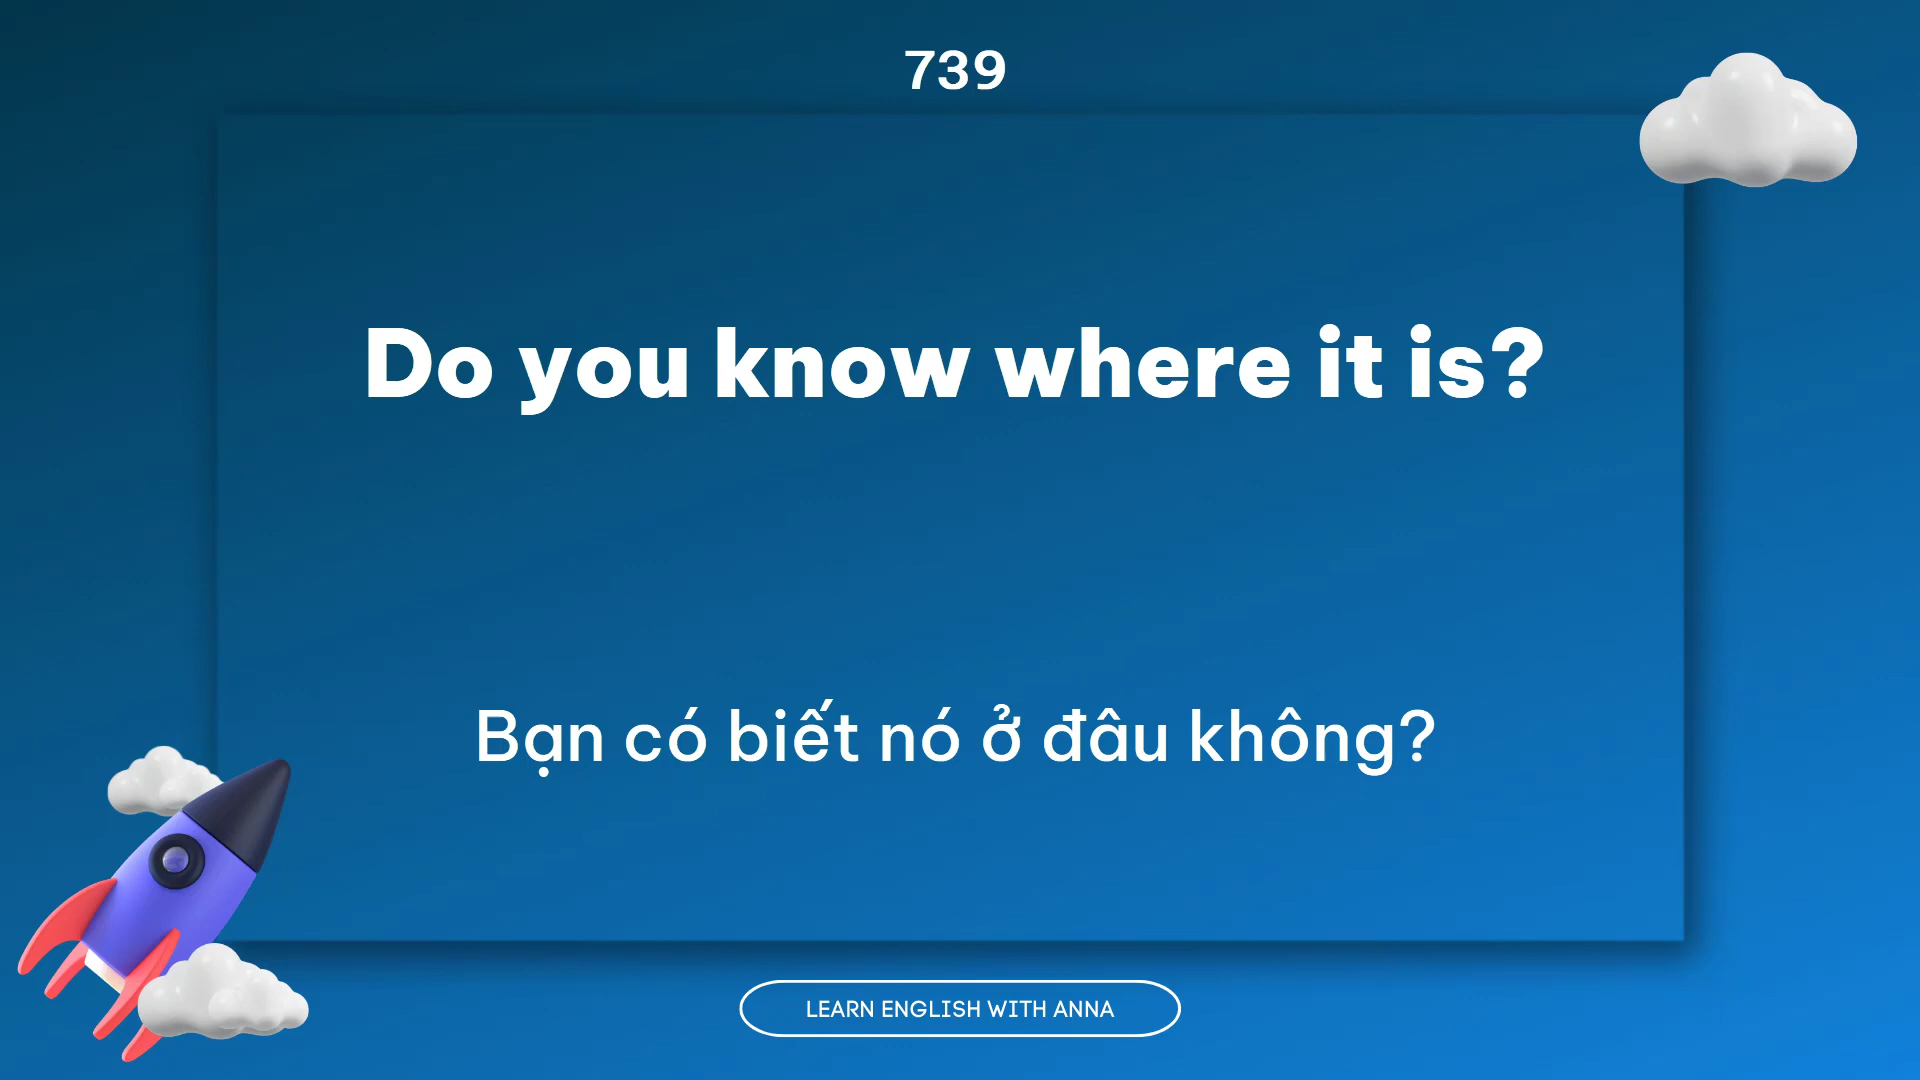 739
Do you know where it is?
Bạn có biết nó ở đâu không?
LEARN ENGLISH WITH ANNA